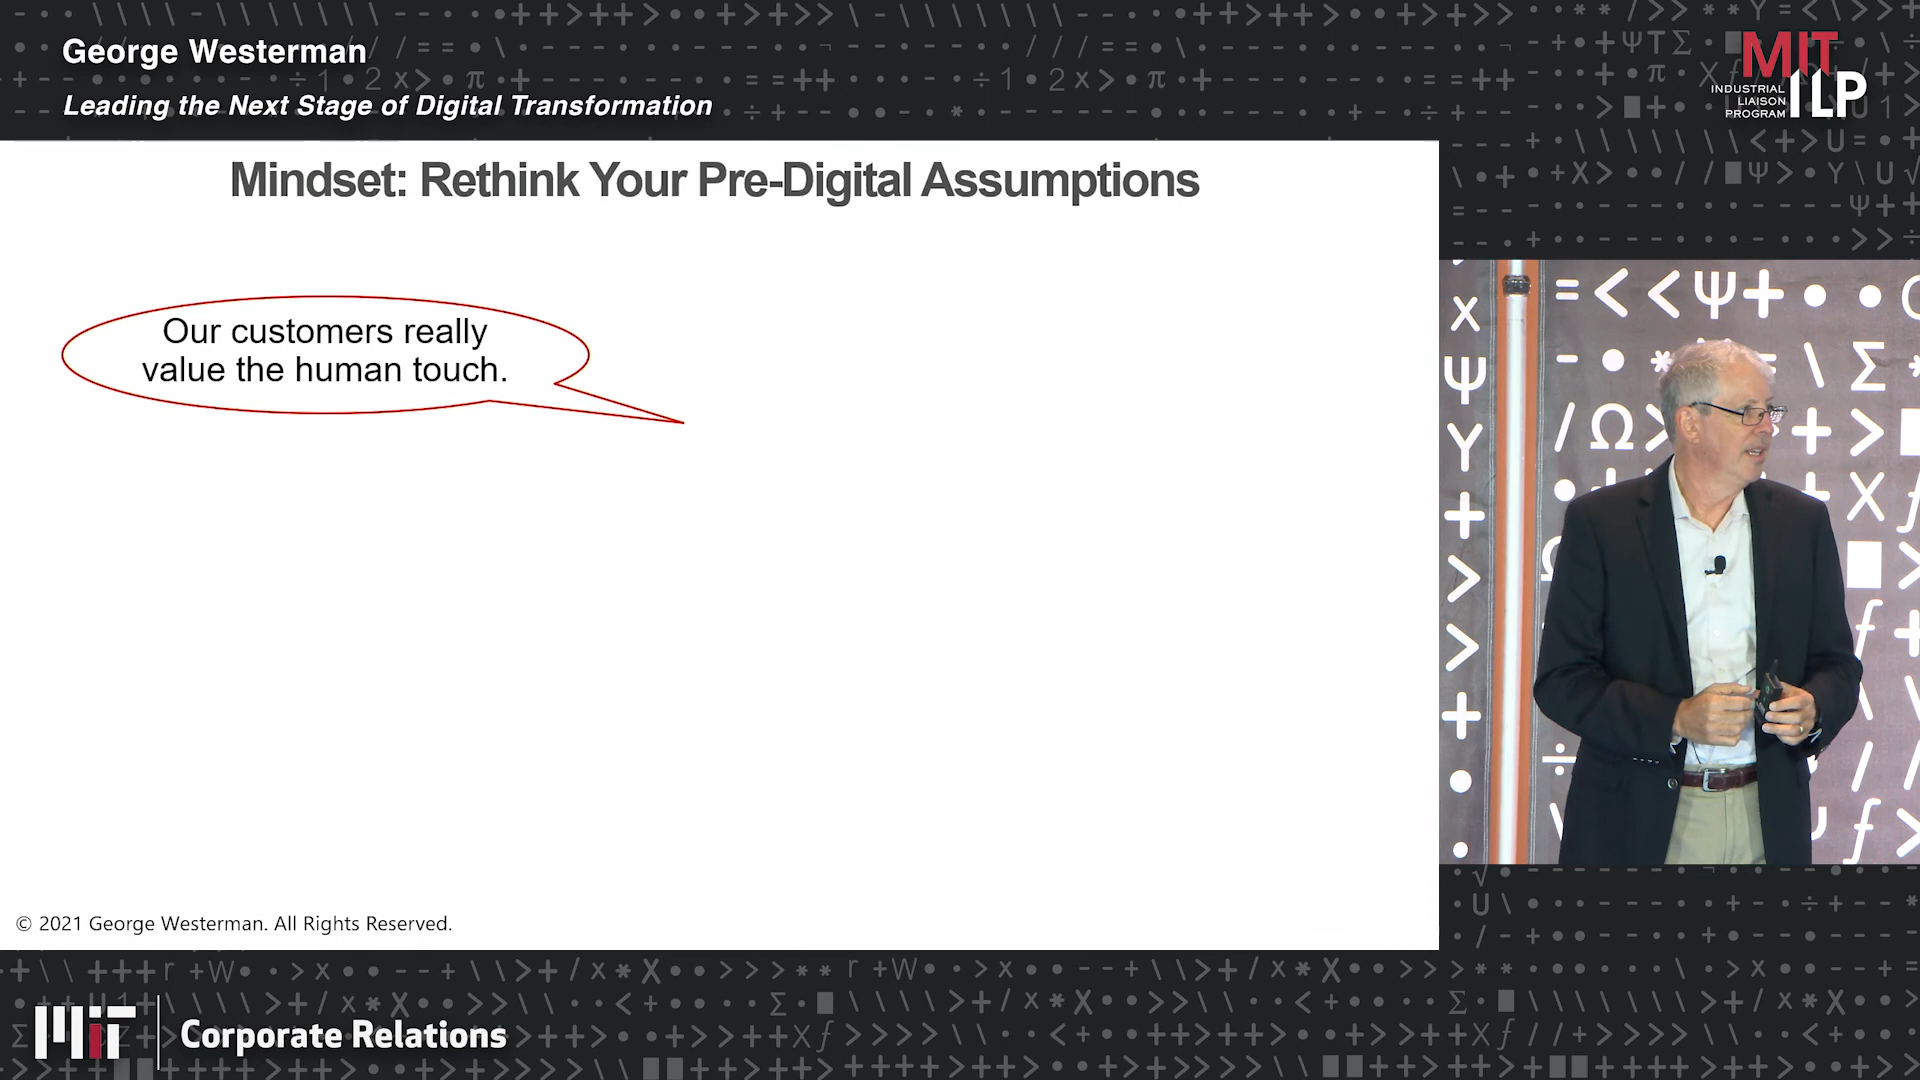 George Westerman
Leading the Next Stage of Digital Transformation
MIT
ILP
INDUSTRIAL
LIAISON
PROGRAM
Mindset: Rethink Your Pre-Digital Assumptions
Our customers really
value the human touch.
© 2021 George Westerman. All Rights Reserved.
MIT
Corporate Relations